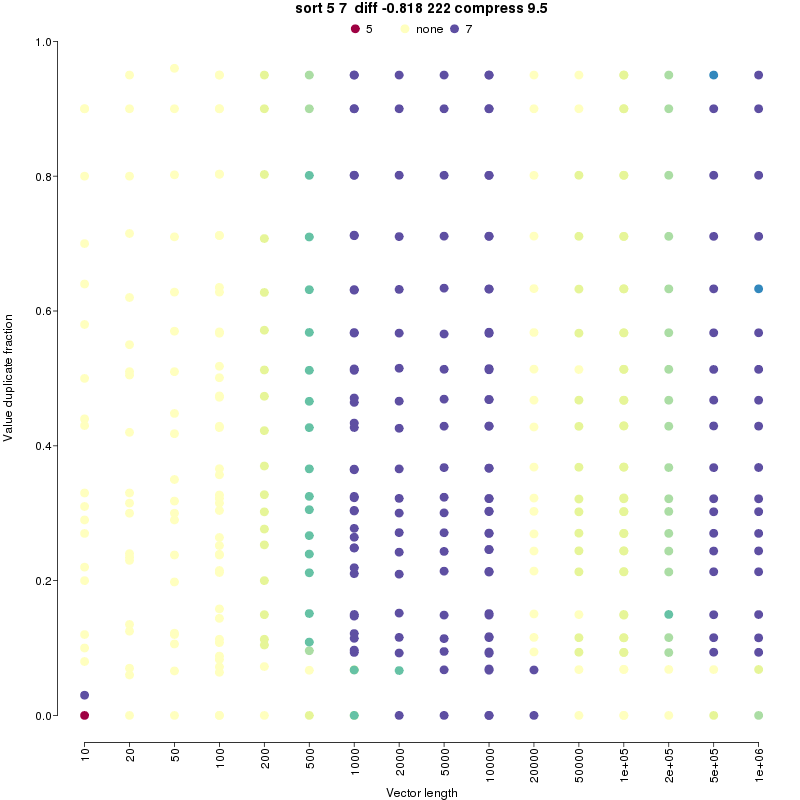 sort 5 7 diff -0.818 222 compress 9.5
5 none 7
1.0
0.8
0.6
0.4
0.2
0.0
Value duplicate fraction
10 20 50 100 200 500 1000 2000 5000 10000 20000 50000 1e+05 2e+05 5e+05 1e+06
Vector length